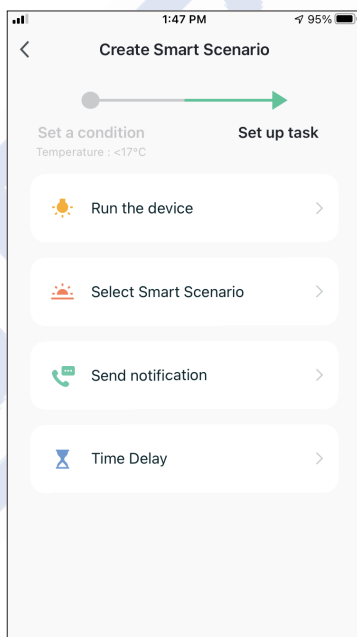 1:47 PM
95%
Create Smart Scenario
Set a condition
Set up task
Temperature : <17°C
Run the device
Select Smart Scenario
Send notification
Time Delay